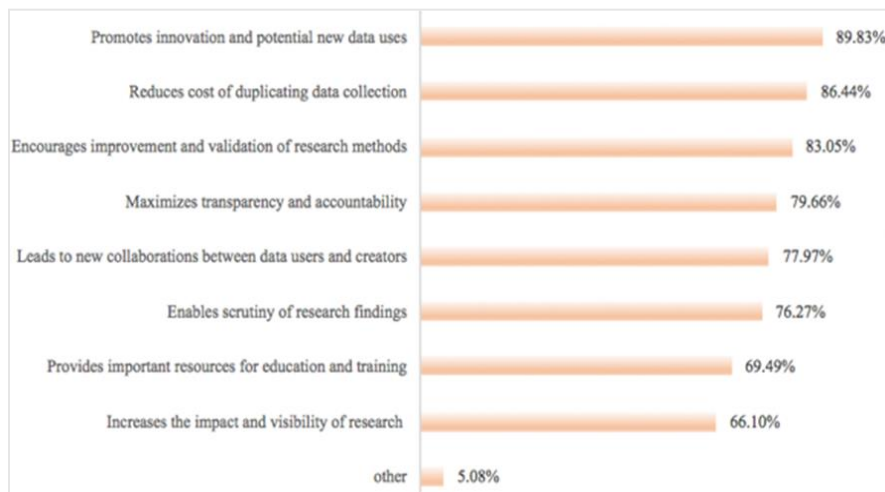 Promotes innovation and potential new data uses 89.83%
Reduces cost of duplicating data collection 86.44%
Encourages improvement and validation of research methods 83.05%
Maximizes transparency and accountability 79.66%
Leads to new collaborations between data users and creators 77.97%
Enables scrutiny of research findings 76.27%
Provides important resources for education and training 69.49%
Increases the impact and visibility of research 66.10%
other 5.08%